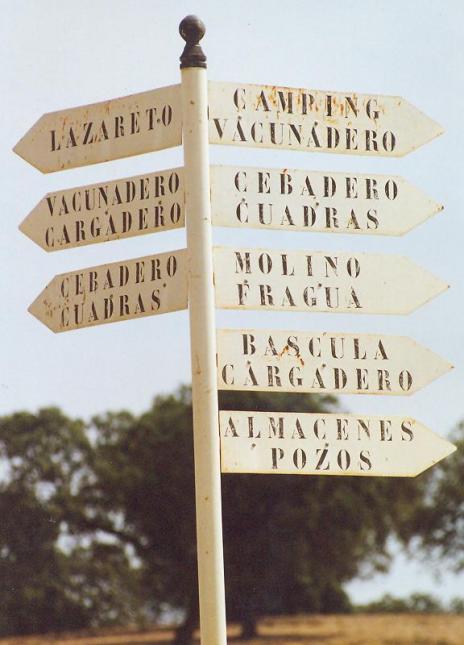 LAZARETO
VACUNADERO
CARGADERO
CEBADERO
CUADRAS
CAMPING
VACUNADERO
CEBADERO
CUADRAS
MOLINO
FRAGUA
BASCULA
CARGADERO
ALMACENES
POZOS